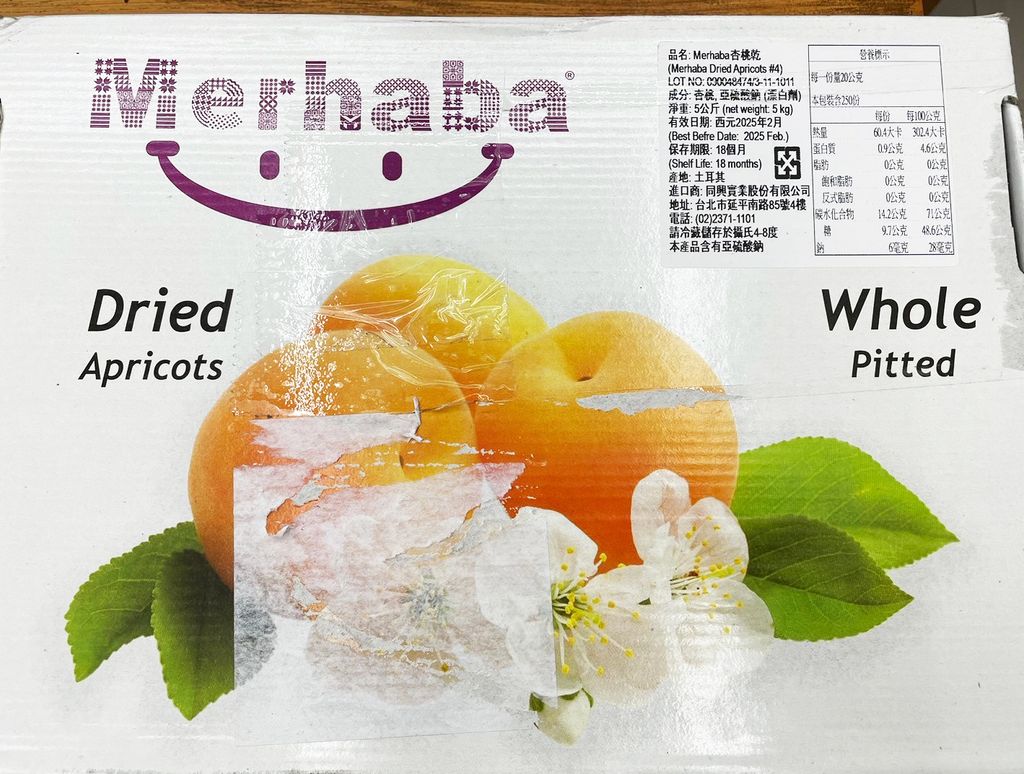 Merhaba®
Dried
Apricots
Whole
Pitted
品名: Merhaba杏桃乾
(Merhaba Dried Apricots #4)
LOT NO: 0300484743-11-1011
成分: 杏桃, 亞硫酸鈉 (漂白劑)
淨重: 5公斤 (net weight: 5 kg)
有效日期: 西元2025年2月
(Best Befre Date: 2025 Feb.)
保存期限: 18個月
(Shelf Life: 18 months)
產地: 土耳其
進口商: 同興實業股份有限公司
地址: 台北市延平南路85號4樓
電話: (02)2371-1101
請冷藏儲存於攝氏4-8度
本產品含有亞硫酸鈉
營養標示
每一份量20公克
本包裝含250份
每份 每100公克
熱量 60.4大卡 302.4大卡
蛋白質 0.9公克 4.6公克
脂肪 0公克 0公克
飽和脂肪 0公克 0公克
反式脂肪 0公克 0公克
碳水化合物 14.2公克 71公克
糖 9.7公克 48.6公克
鈉 6毫克 28毫克